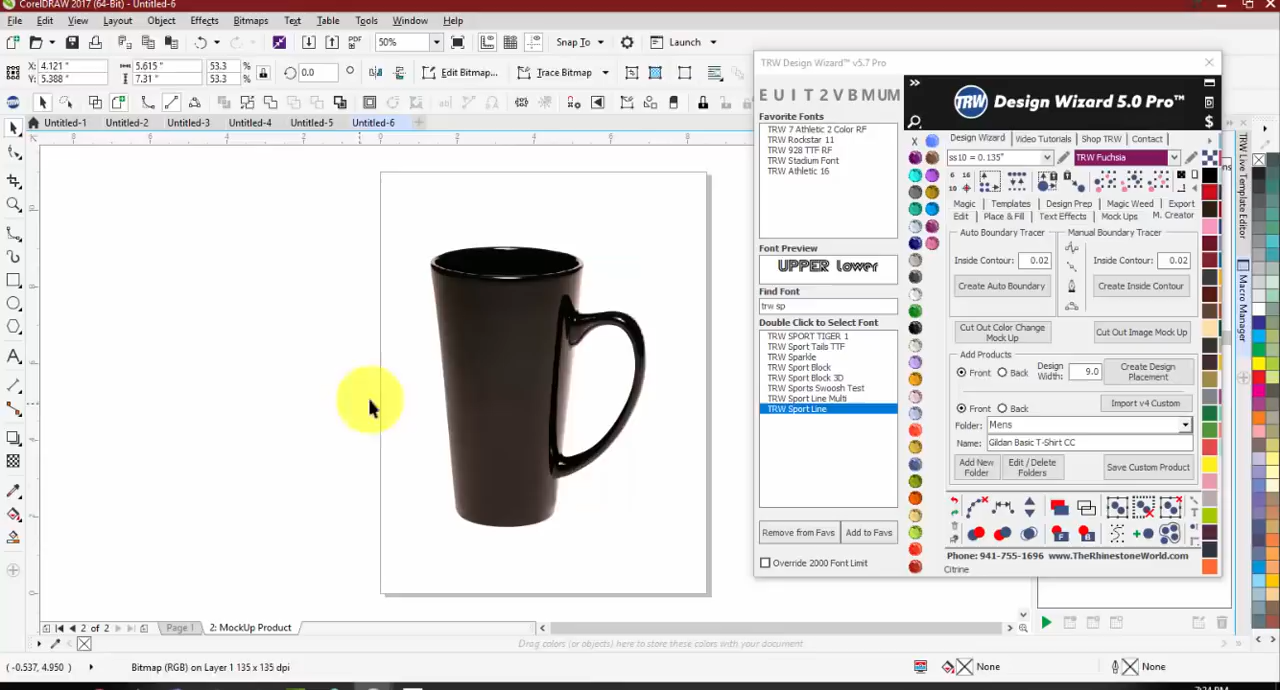 CorelDRAW 2017 (64-Bit) - Untitled-6
File Edit View Layout Object Effects Bitmaps Text Table Tools Window Help
50% Snap To Launch
X: 4.121 " 5.615 " 53.3 %
Y: 5.388 " 7.31 " 53.3 %
0.0 Edit Bitmap... Trace Bitmap
Untitled-1 Untitled-2 Untitled-3 Untitled-4 Untitled-5 Untitled-6
TRW Design Wizard™ v5.7 Pro
E U I T 2 V B M UM
Favorite Fonts
TRW 7 Athletic 2 Color RF
TRW Rockstar 11
TRW 928 TTF RF
TRW Stadium Font
TRW Athletic 16
Font Preview
UPPER lower
Find Font
trw sp
Double Click to Select Font
TRW SPORT TIGER 1
TRW Sport Tails TTF
TRW Sparkle
TRW Sport Block
TRW Sport Block 3D
TRW Sports Swoosh Test
TRW Sport Line Multi
TRW Sport Line
Remove from Favs Add to Favs
Override 2000 Font Limit
TRW Design Wizard 5.0 Pro™
Design Wizard Video Tutorials Shop TRW Contact
ss10 = 0.135" TRW Fuchsia
Magic Templates Design Prep Magic Weed Export
Edit Place & Fill Text Effects Mock Ups M. Creator
Auto Boundary Tracer Manual Boundary Tracer
Inside Contour: 0.02 Inside Contour: 0.02
Create Auto Boundary Create Inside Contour
Cut Out Color Change Mock Up Cut Out Image Mock Up
Add Products
Front Back Design Width: 9.0 Create Design Placement
Front Back Import v4 Custom
Folder: Mens
Name: Gildan Basic T-Shirt CC
Add New Folder Edit / Delete Folders Save Custom Product
Phone: 941-755-1696 www.TheRhinestoneWorld.com
Citrine
TRW Live Template Editor
Macro Manager
2 of 2 Page 1 2: MockUp Product
Drag colors (or objects) here to store these colors with your document
(-0.537, 4.950 ) Bitmap (RGB) on Layer 1 135 x 135 dpi None None